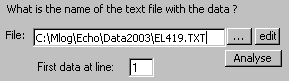 What is the name of the text file with the data ?
File: C:\Mlog\Echo\Data2003\EL419.TXT ... edit
First data at line: 1 Analyse